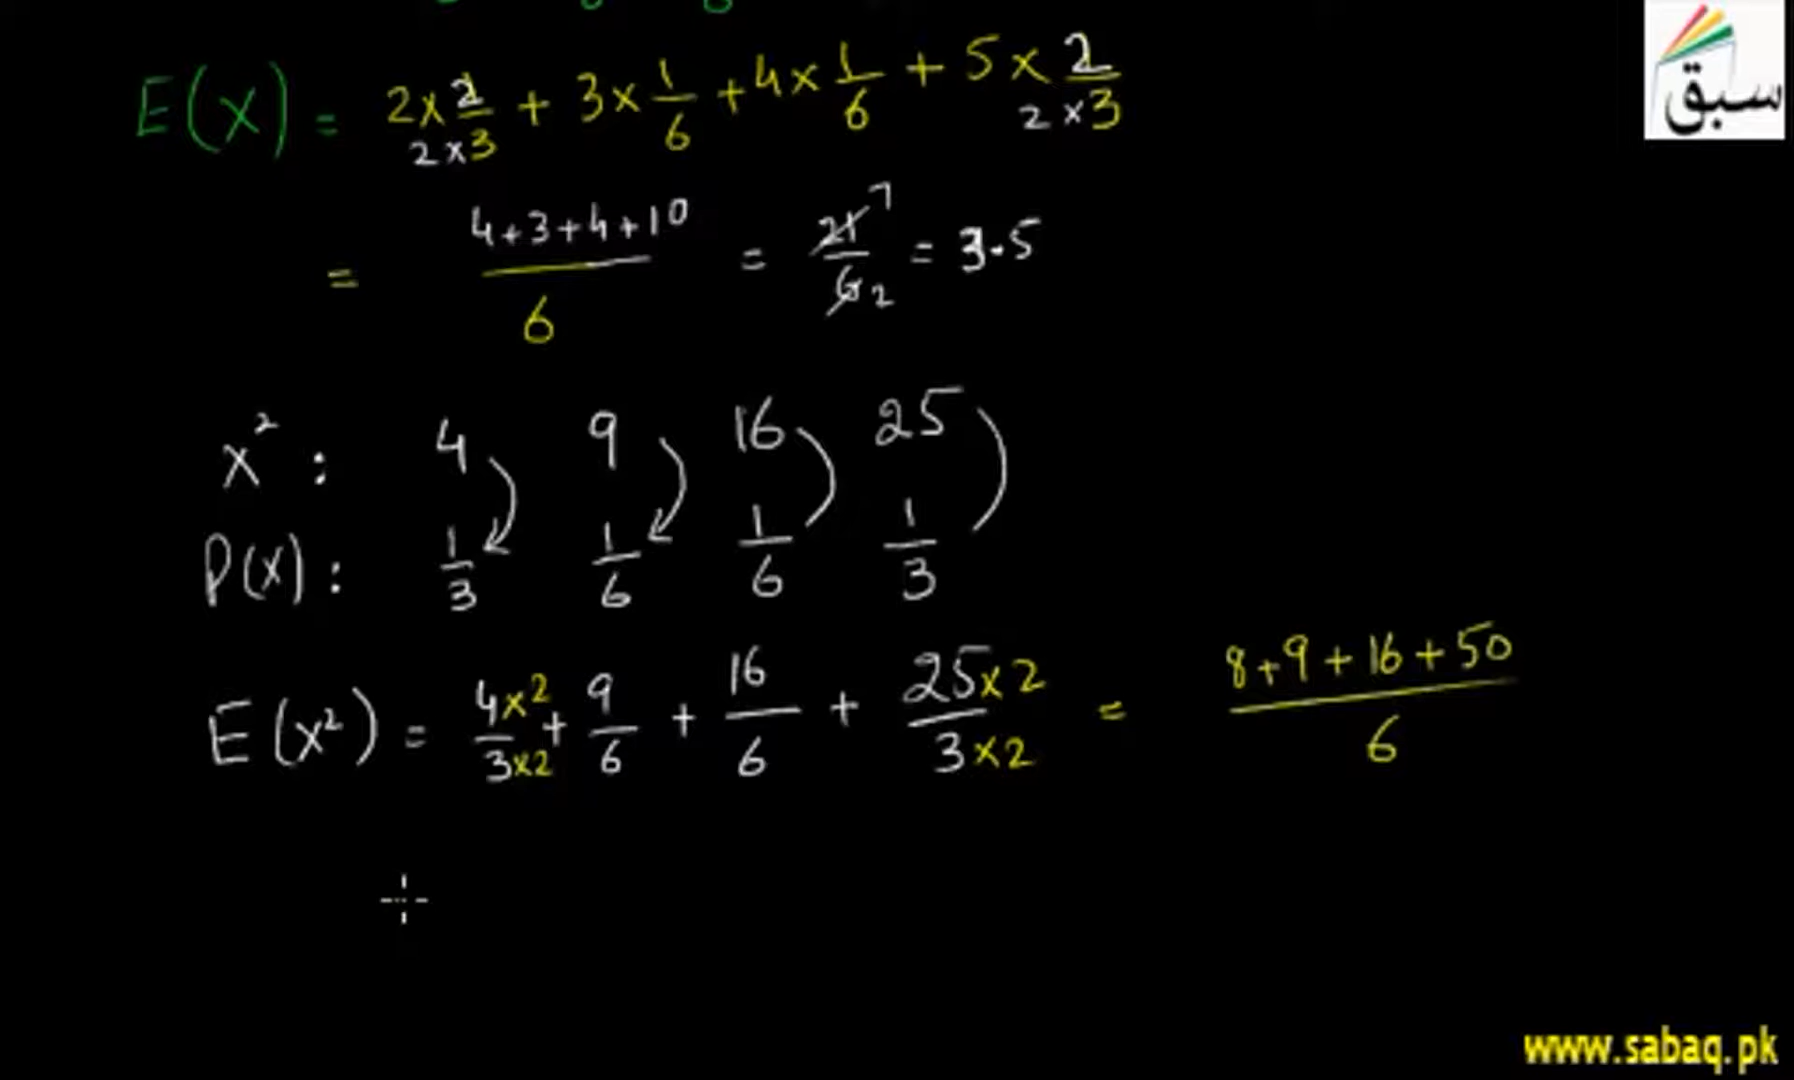 سبق
E(X) = 2 × 2/2×3 + 3 × 1/6 + 4 × 1/6 + 5 × 2/2×3
= 4+3+4+10/6 = 21/6 7/2 = 3.5
X² : 4 9 16 25
P(X) : 1/3 1/6 1/6 1/3
E(X²) = 4×2/3×2 + 9/6 + 16/6 + 25×2/3×2 = 8+9+16+50/6
www.sabaq.pk